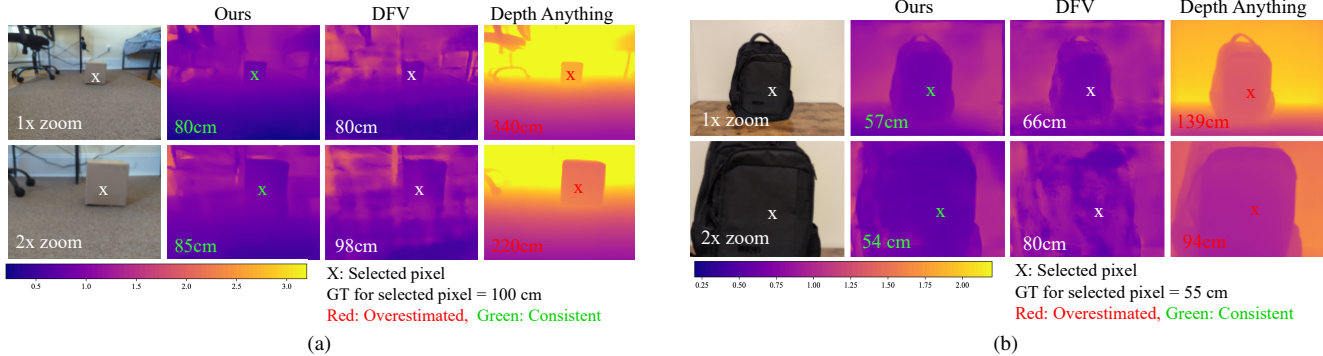 Ours DFV Depth Anything
x x x x
1x zoom 80cm 80cm 340cm
x x x x
2x zoom 85cm 98cm 220cm
0.5 1.0 1.5 2.0 2.5 3.0
X: Selected pixel
GT for selected pixel = 100 cm
Red: Overestimated, Green: Consistent
(a)
Ours DFV Depth Anything
x x x x
1x zoom 57cm 66cm 139cm
x x x x
2x zoom 54 cm 80cm 94cm
0.25 0.50 0.75 1.00 1.25 1.50 1.75 2.00
X: Selected pixel
GT for selected pixel = 55 cm
Red: Overestimated, Green: Consistent
(b)